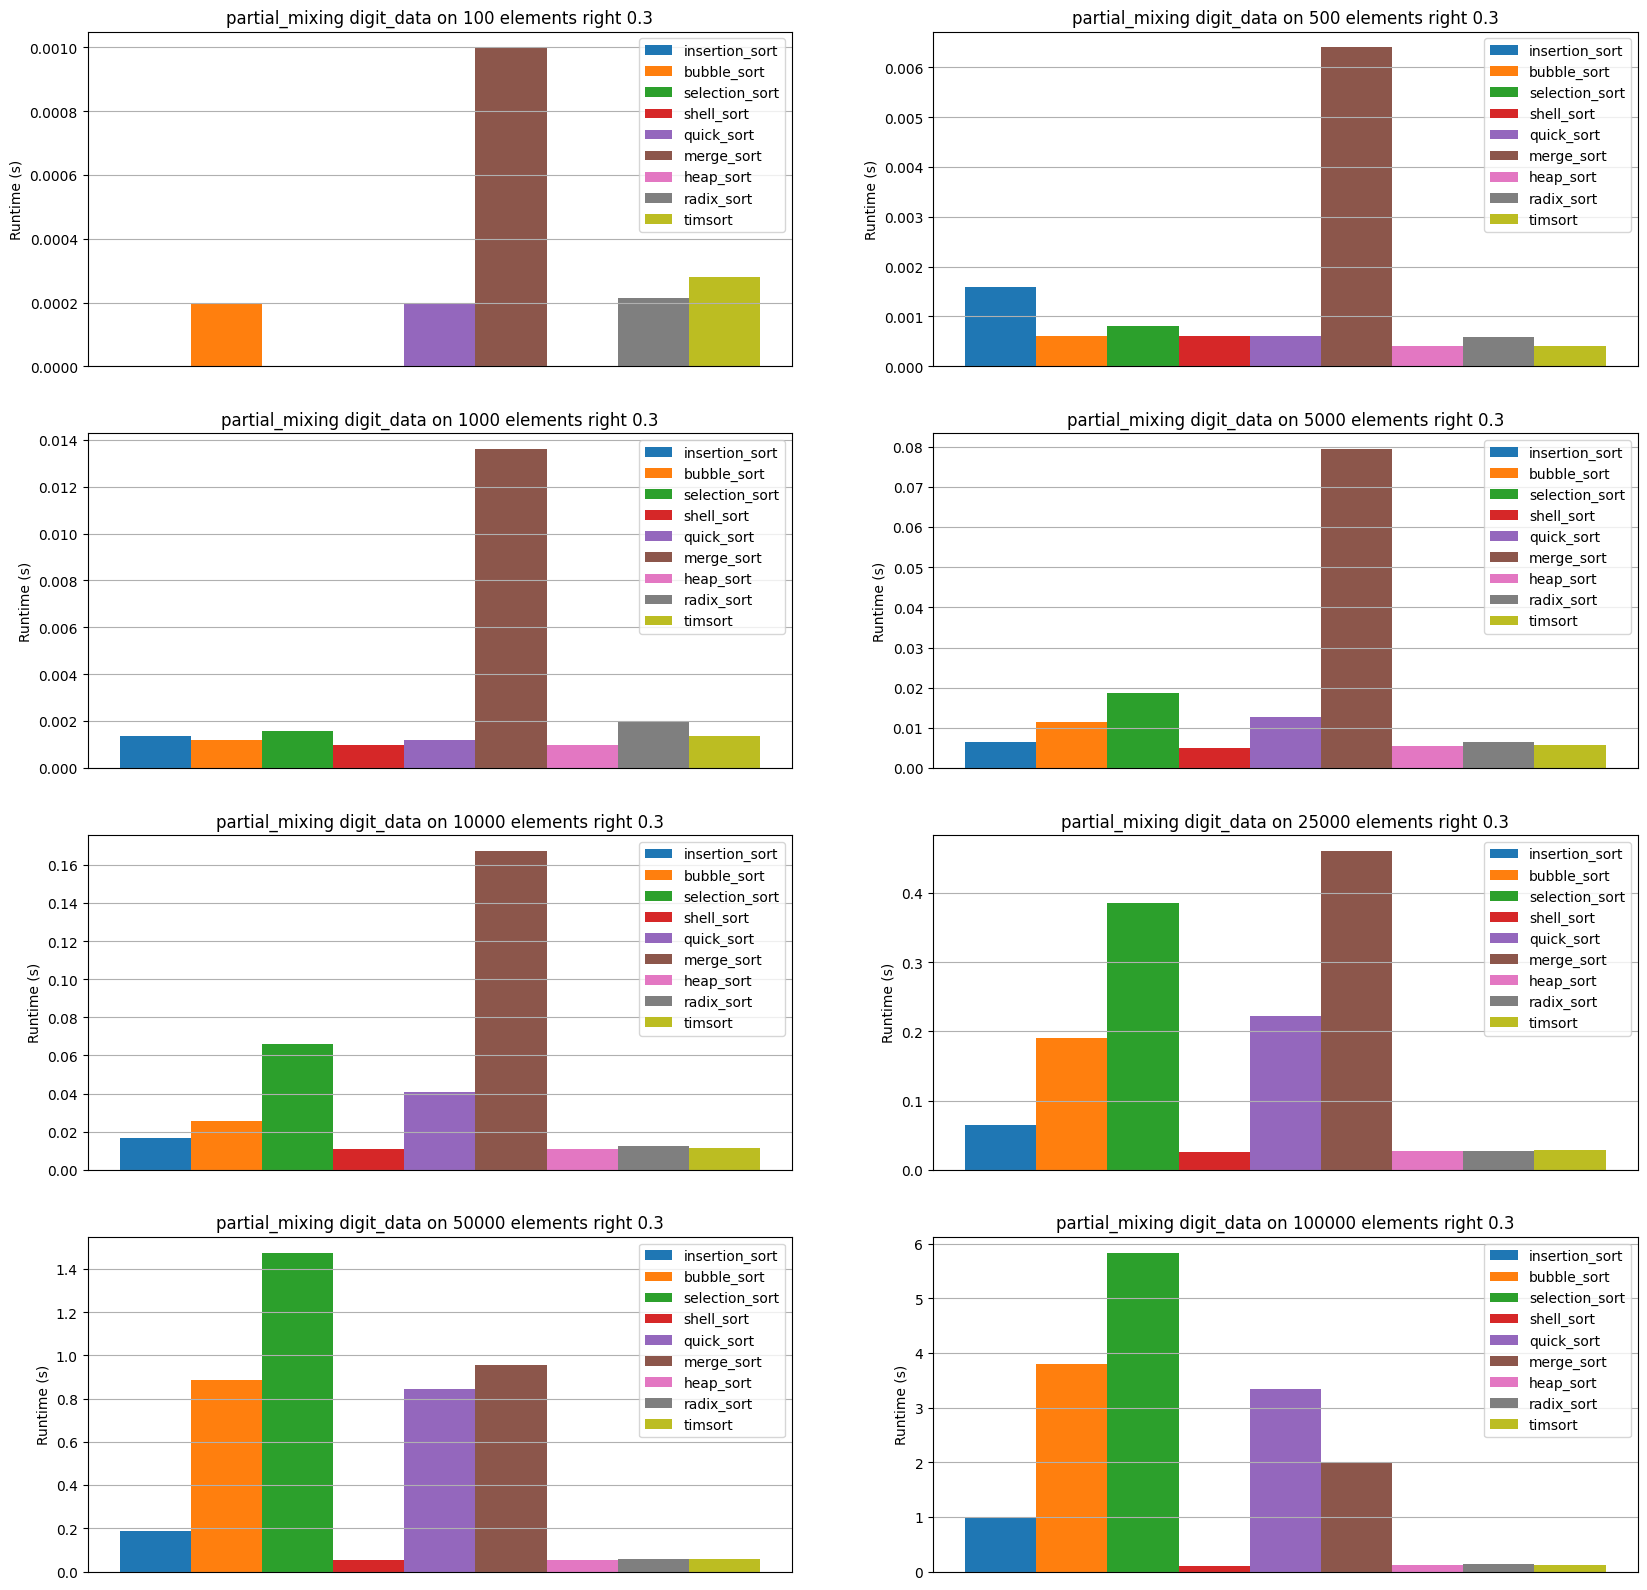 partial_mixing digit_data on 100 elements right 0.3
Runtime (s)
0.0010
0.0008
0.0006
0.0004
0.0002
0.0000
insertion_sort
bubble_sort
selection_sort
shell_sort
quick_sort
merge_sort
heap_sort
radix_sort
timsort
partial_mixing digit_data on 500 elements right 0.3
Runtime (s)
0.006
0.005
0.004
0.003
0.002
0.001
0.000
insertion_sort
bubble_sort
selection_sort
shell_sort
quick_sort
merge_sort
heap_sort
radix_sort
timsort
partial_mixing digit_data on 1000 elements right 0.3
Runtime (s)
0.014
0.012
0.010
0.008
0.006
0.004
0.002
0.000
insertion_sort
bubble_sort
selection_sort
shell_sort
quick_sort
merge_sort
heap_sort
radix_sort
timsort
partial_mixing digit_data on 5000 elements right 0.3
Runtime (s)
0.08
0.07
0.06
0.05
0.04
0.03
0.02
0.01
0.00
insertion_sort
bubble_sort
selection_sort
shell_sort
quick_sort
merge_sort
heap_sort
radix_sort
timsort
partial_mixing digit_data on 10000 elements right 0.3
Runtime (s)
0.16
0.14
0.12
0.10
0.08
0.06
0.04
0.02
0.00
insertion_sort
bubble_sort
selection_sort
shell_sort
quick_sort
merge_sort
heap_sort
radix_sort
timsort
partial_mixing digit_data on 25000 elements right 0.3
Runtime (s)
0.4
0.3
0.2
0.1
0.0
insertion_sort
bubble_sort
selection_sort
shell_sort
quick_sort
merge_sort
heap_sort
radix_sort
timsort
partial_mixing digit_data on 50000 elements right 0.3
Runtime (s)
1.4
1.2
1.0
0.8
0.6
0.4
0.2
0.0
insertion_sort
bubble_sort
selection_sort
shell_sort
quick_sort
merge_sort
heap_sort
radix_sort
timsort
partial_mixing digit_data on 100000 elements right 0.3
Runtime (s)
6
5
4
3
2
1
0
insertion_sort
bubble_sort
selection_sort
shell_sort
quick_sort
merge_sort
heap_sort
radix_sort
timsort